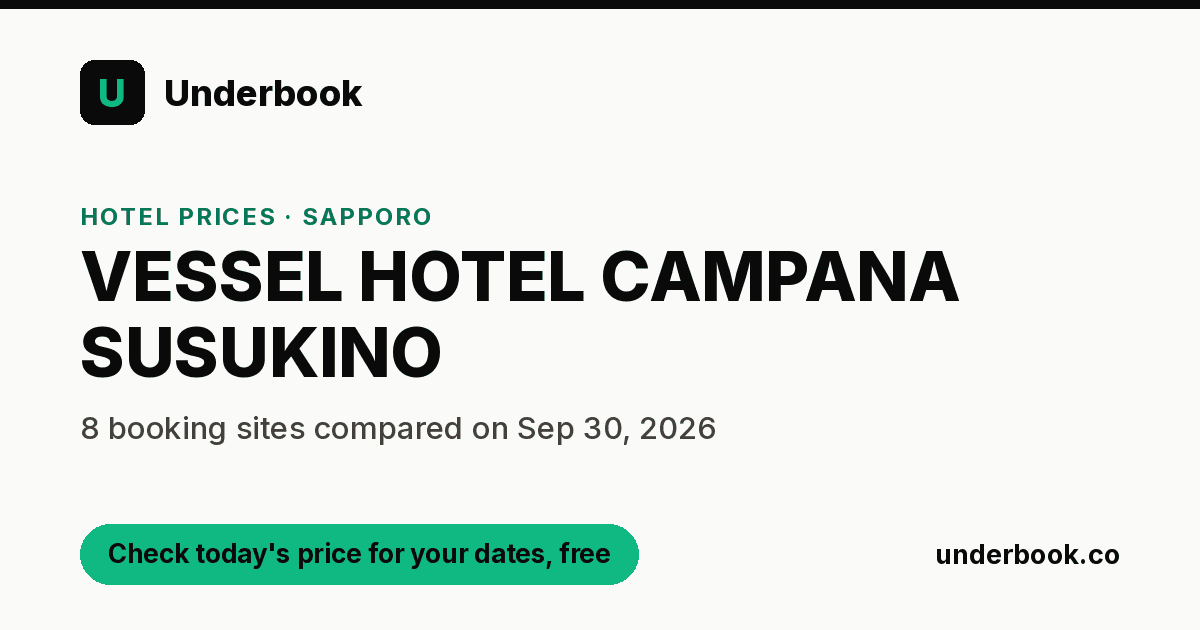 U Underbook
HOTEL PRICES · SAPPORO
VESSEL HOTEL CAMPANA
SUSUKINO
8 booking sites compared on Sep 30, 2026
Check today's price for your dates, free
underbook.co